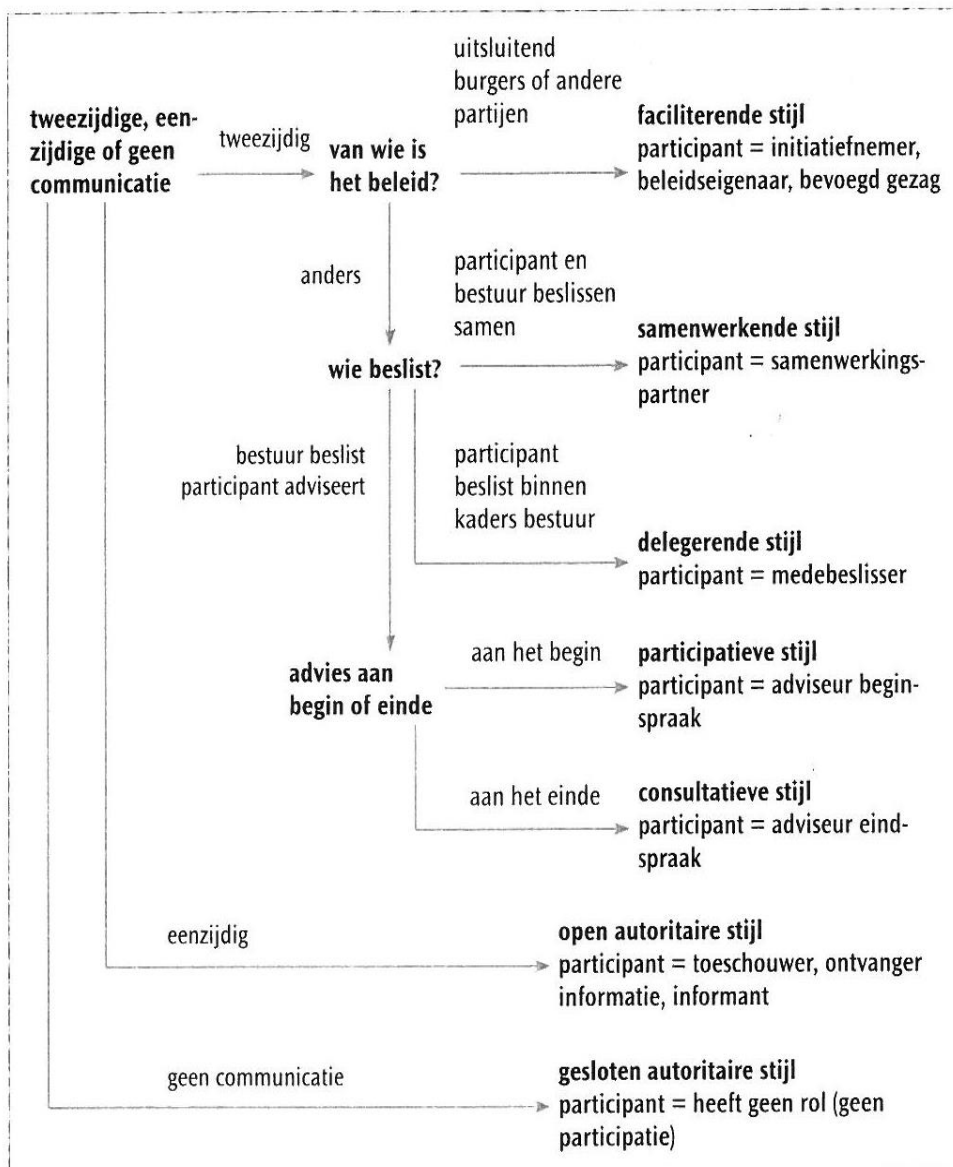 tweezijdige, een-
zijdige of geen
communicatie
tweezijdig
van wie is
het beleid?
uitsluitend
burgers of andere
partijen
faciliterende stijl
participant = initiatiefnemer,
beleidseigenaar, bevoegd gezag
anders
participant en
bestuur beslissen
samen
wie beslist?
samenwerkende stijl
participant = samenwerkings-
partner
bestuur beslist
participant adviseert
participant
beslist binnen
kaders bestuur
delegerende stijl
participant = medebeslisser
advies aan
begin of einde
aan het begin
participatieve stijl
participant = adviseur begin-
spraak
aan het einde
consultatieve stijl
participant = adviseur eind-
spraak
eenzijdig
open autoritaire stijl
participant = toeschouwer, ontvanger
informatie, informant
geen communicatie
gesloten autoritaire stijl
participant = heeft geen rol (geen
participatie)